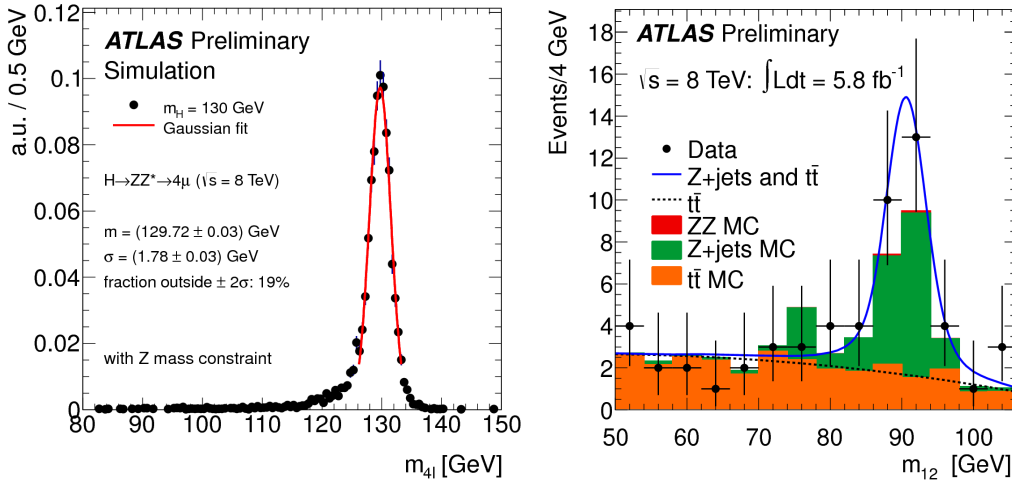 ATLAS Preliminary
Simulation
m_H = 130 GeV
Gaussian fit
H→ZZ*→4μ (√s = 8 TeV)
m = (129.72 ± 0.03) GeV
σ = (1.78 ± 0.03) GeV
fraction outside ± 2σ: 19%
with Z mass constraint
a.u. / 0.5 GeV
0.12
0.1
0.08
0.06
0.04
0.02
0
80 90 100 110 120 130 140 150
m_4l [GeV]
ATLAS Preliminary
√s = 8 TeV: ∫Ldt = 5.8 fb⁻¹
Data
Z+jets and tt̄
tt̄
ZZ MC
Z+jets MC
tt̄ MC
Events/4 GeV
18
16
14
12
10
8
6
4
2
0
50 60 70 80 90 100
m_12 [GeV]